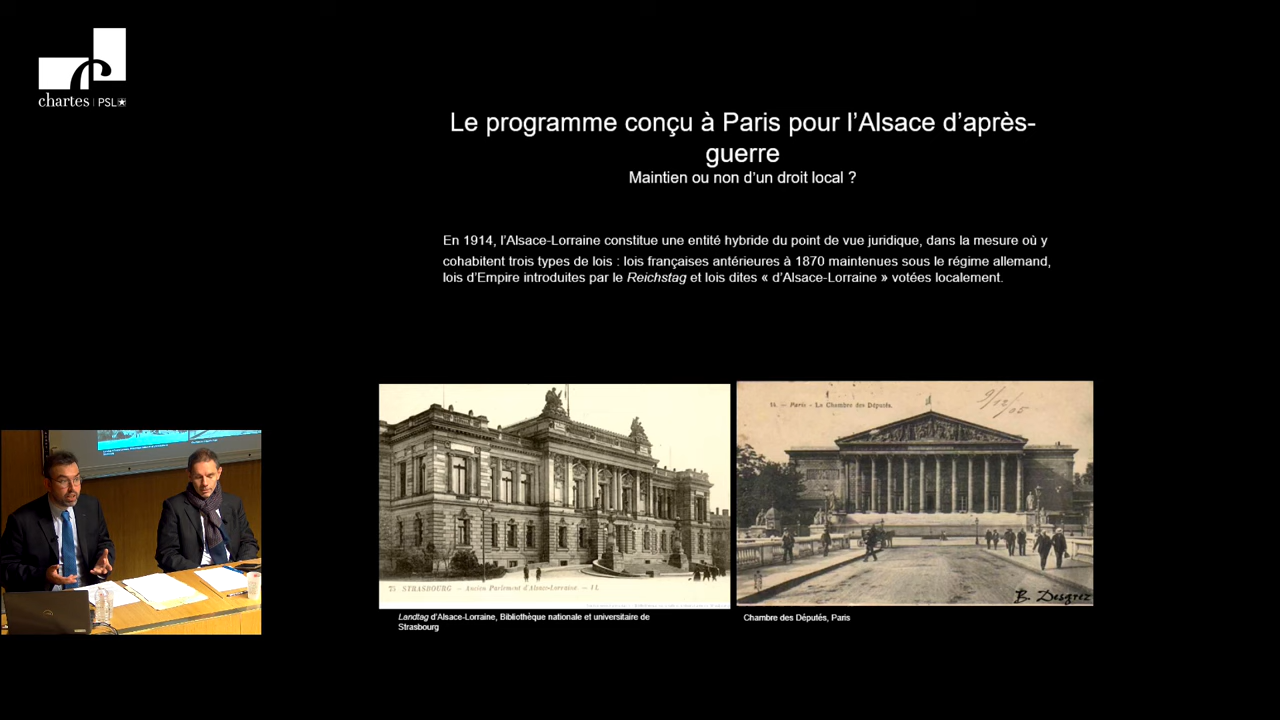 chartes | PSL
Le programme conçu à Paris pour l’Alsace d’après-
guerre
Maintien ou non d’un droit local ?
En 1914, l’Alsace-Lorraine constitue une entité hybride du point de vue juridique, dans la mesure où y
cohabitent trois types de lois : lois françaises antérieures à 1870 maintenues sous le régime allemand,
lois d’Empire introduites par le Reichstag et lois dites « d’Alsace-Lorraine » votées localement.
14. – Paris – La Chambre des Députés.
9/12/05
75 STRASBOURG – Ancien Parlement d'Alsace-Lorraine. – LL
B. Desgrez
Landtag d’Alsace-Lorraine, Bibliothèque nationale et universitaire de
Strasbourg
Chambre des Députés, Paris